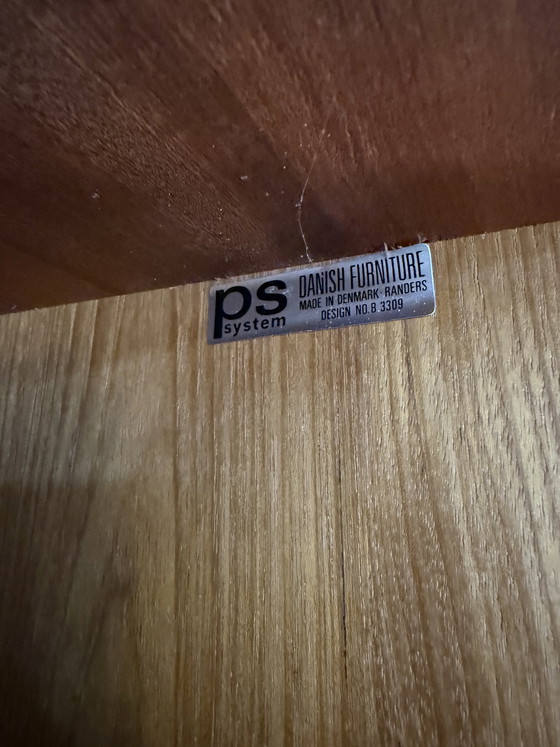 ps
system
DANISH FURNITURE
MADE IN DENMARK·RANDERS
DESIGN NO.B 3309